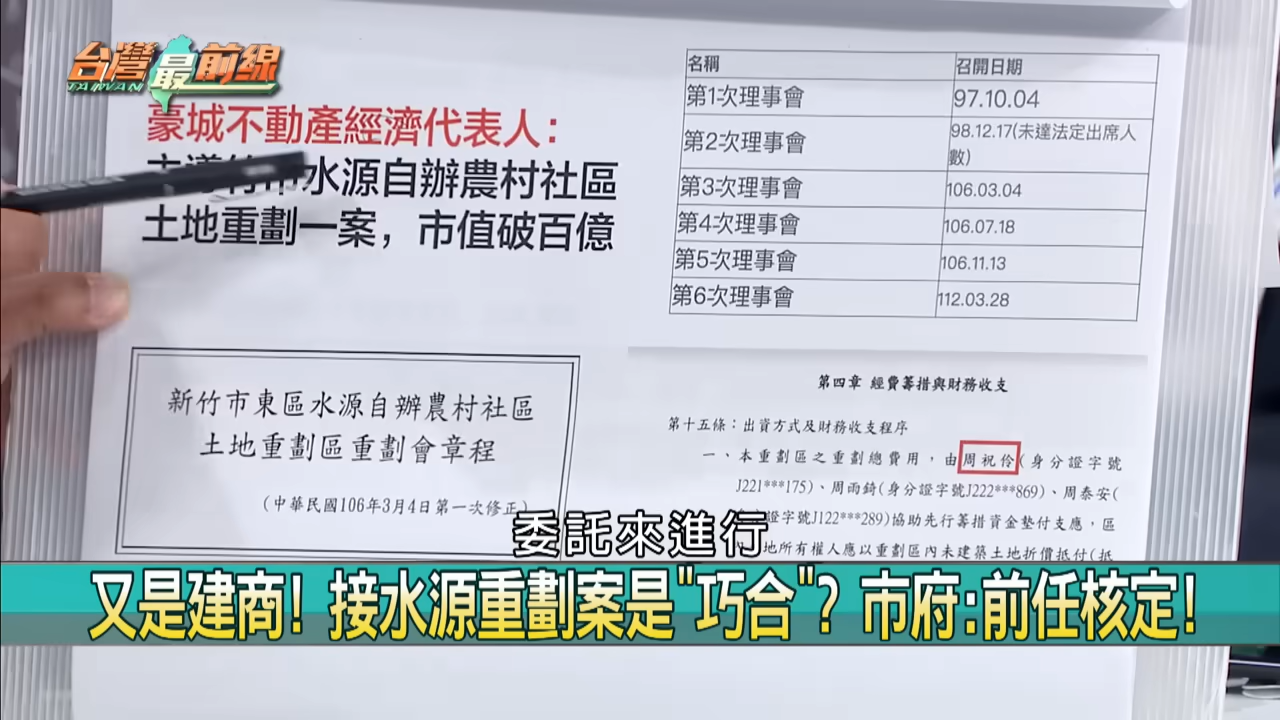 台灣最前線
TAIWAN
豪城不動產經濟代表人：
主導竹市水源自辦農村社區
土地重劃一案，市值破百億
名稱 召開日期
第1次理事會 97.10.04
第2次理事會 98.12.17(未達法定出席人
數)
第3次理事會 106.03.04
第4次理事會 106.07.18
第5次理事會 106.11.13
第6次理事會 112.03.28
新竹市東區水源自辦農村社區
土地重劃區重劃會章程
(中華民國106年3月4日第一次修正)
第四章 經費籌措與財務收支
第十五條：出資方式及財務收支程序
一、本重劃區之重劃總費用，由周祝伶(身分證字號
J221***175)、周雨錡(身分證字號J222***869)、周泰安(
證字號J122***289)協助先行籌措資金墊付支應，區
地所有權人應以重劃區內未建築土地折價抵付(抵
委託來進行
又是建商! 接水源重劃案是"巧合"? 市府:前任核定!